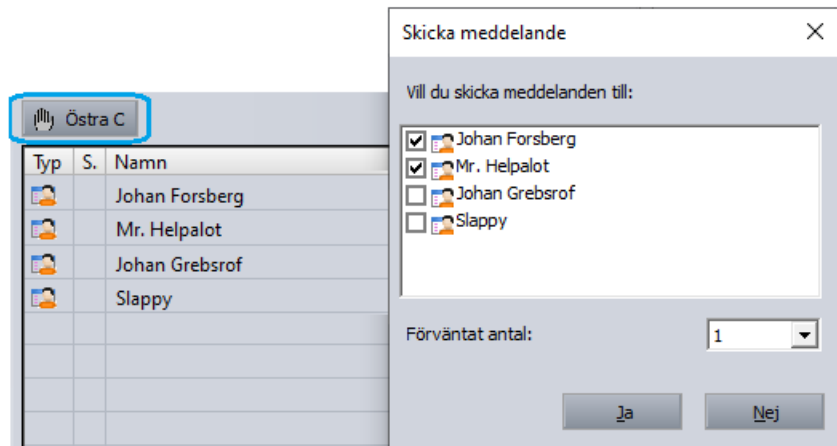 Skicka meddelande
Vill du skicka meddelanden till:
Johan Forsberg
Mr. Helpalot
Johan Grebsrof
Slappy
Förväntat antal:
1
Ja
Nej
Östra C
Typ S. Namn
Johan Forsberg
Mr. Helpalot
Johan Grebsrof
Slappy